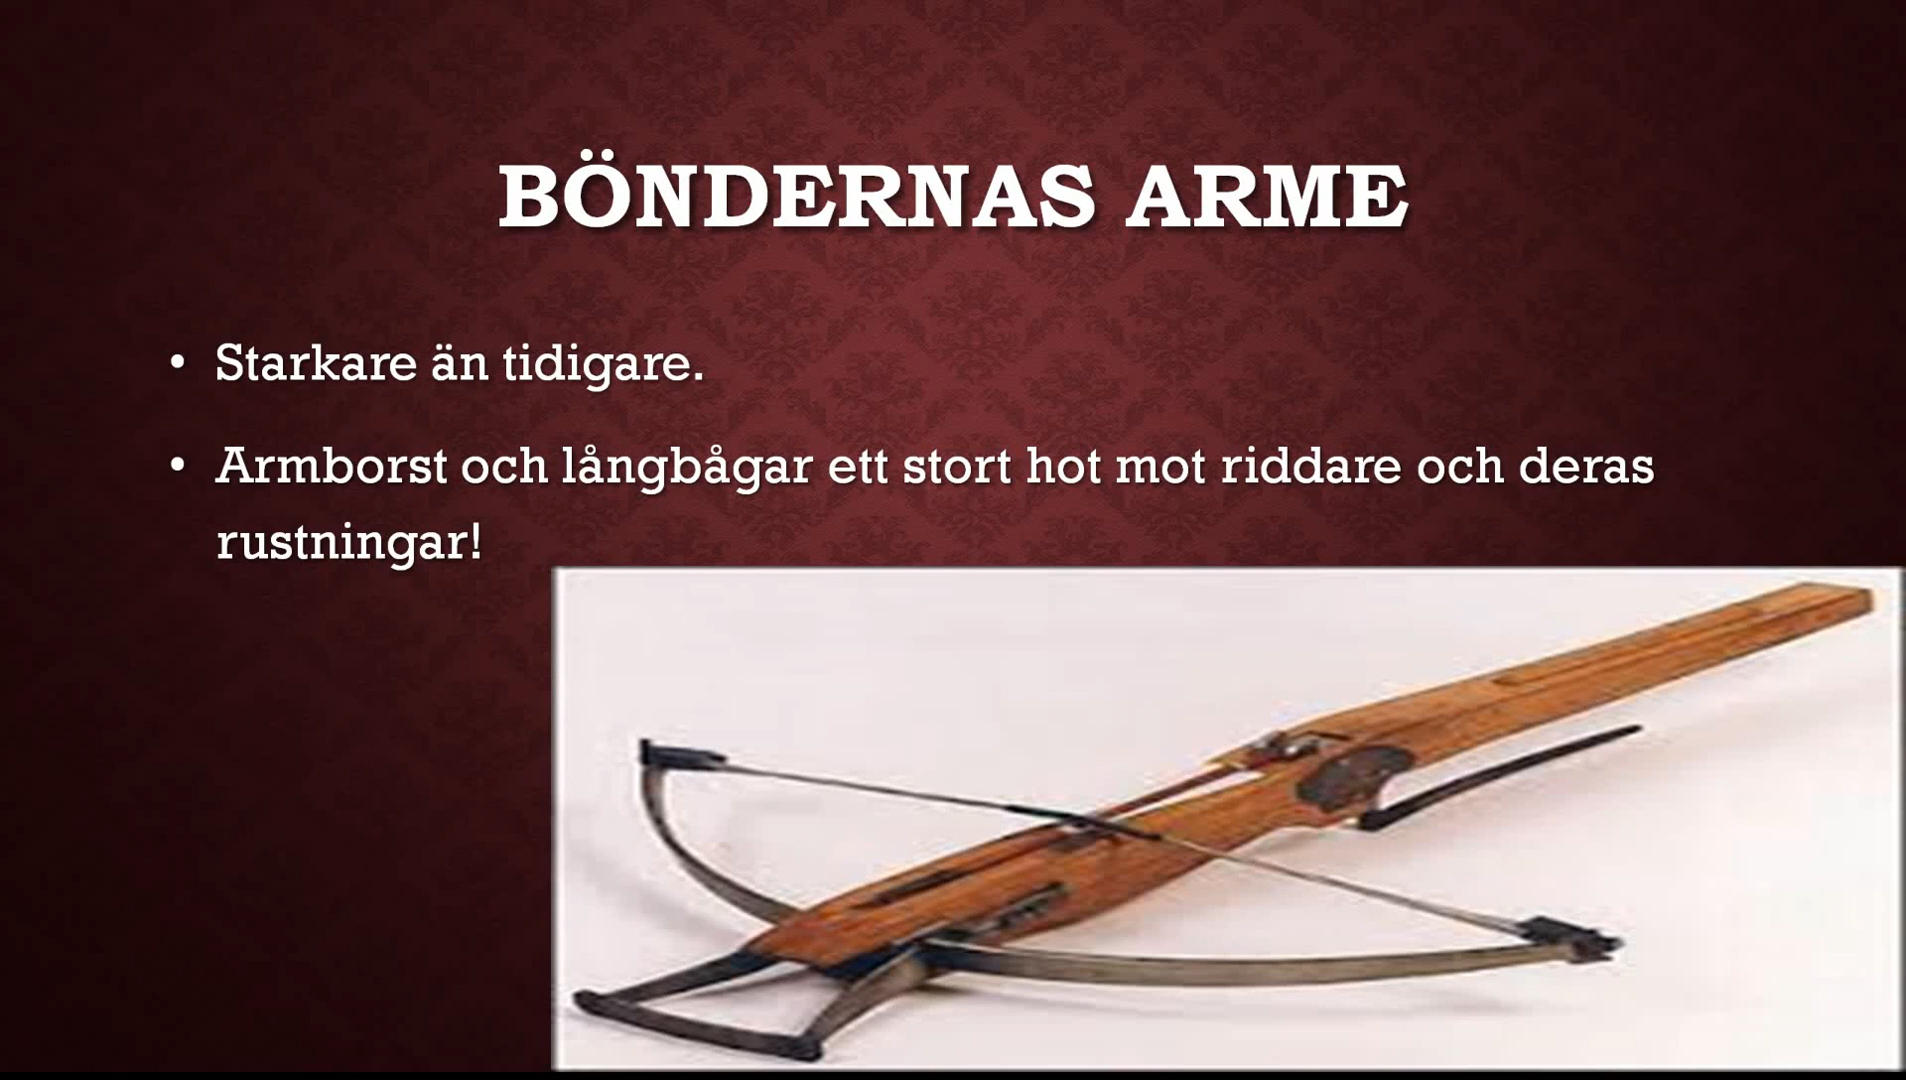 BÖNDERNAS ARME
• Starkare än tidigare.
• Armborst och långbågar ett stort hot mot riddare och deras
rustningar!